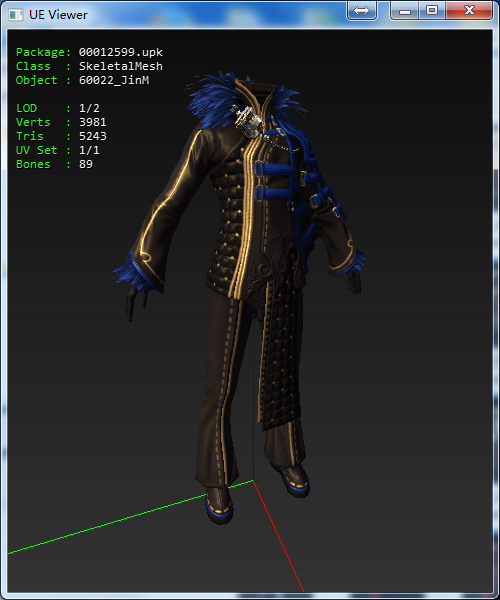 UE Viewer
Package: 00012599.upk
Class : SkeletalMesh
Object : 60022_JinM
LOD : 1/2
Verts : 3981
Tris : 5243
UV Set : 1/1
Bones : 89